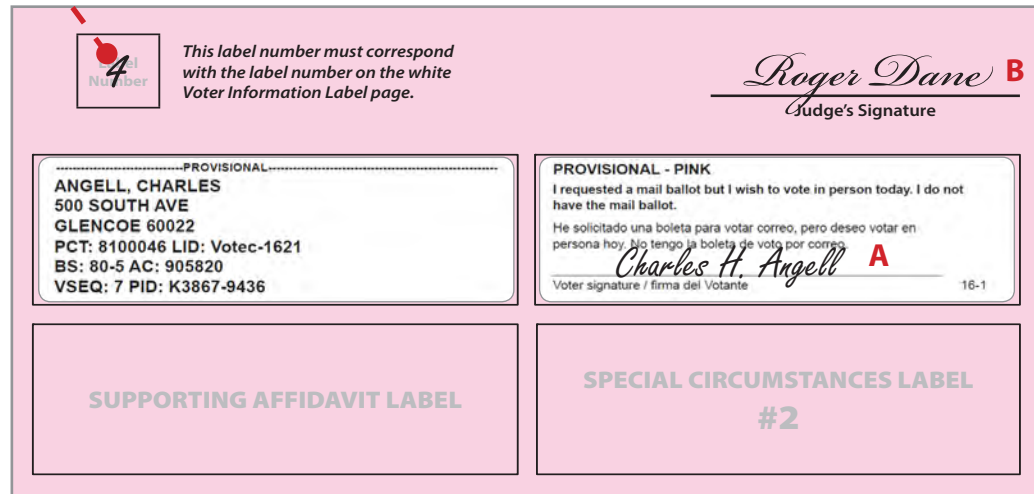 Label
Number
4
This label number must correspond
with the label number on the white
Voter Information Label page.
Roger Dane
B
Judge's Signature
PROVISIONAL
ANGELL, CHARLES
500 SOUTH AVE
GLENCOE 60022
PCT: 8100046 LID: Votec-1621
BS: 80-5 AC: 905820
VSEQ: 7 PID: K3867-9436
PROVISIONAL - PINK
I requested a mail ballot but I wish to vote in person today. I do not
have the mail ballot.
He solicitado una boleta para votar correo, pero deseo votar en
persona hoy. No tengo la boleta de voto por correo.
Charles H. Angell
A
Voter signature / firma del Votante 16-1
SUPPORTING AFFIDAVIT LABEL
SPECIAL CIRCUMSTANCES LABEL
#2